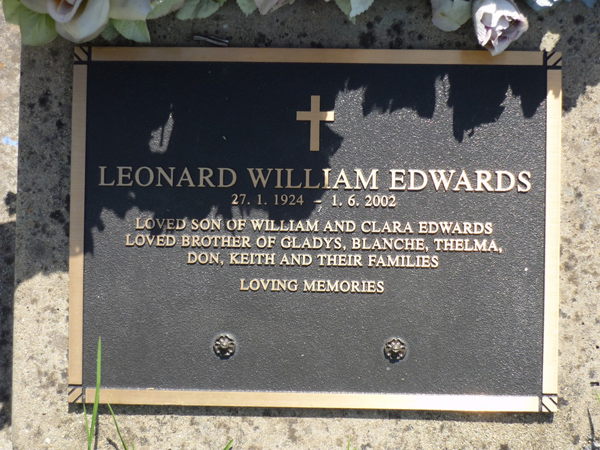 LEONARD WILLIAM EDWARDS
27. 1. 1924 – 1. 6. 2002
LOVED SON OF WILLIAM AND CLARA EDWARDS
LOVED BROTHER OF GLADYS, BLANCHE, THELMA,
DON, KEITH AND THEIR FAMILIES
LOVING MEMORIES